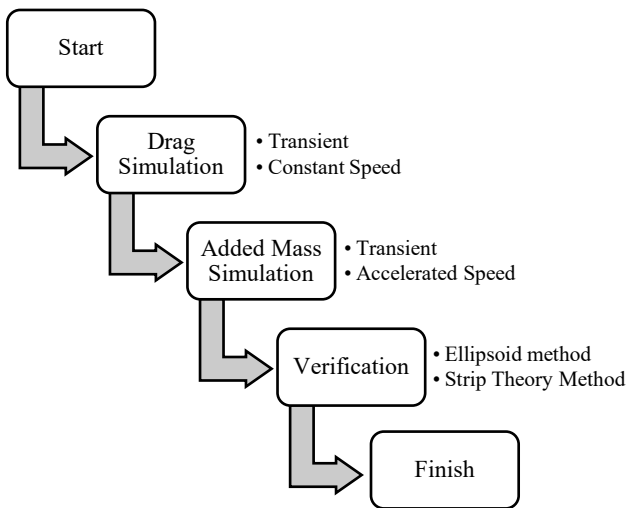 Start
Drag
Simulation
• Transient
• Constant Speed
Added Mass
Simulation
• Transient
• Accelerated Speed
Verification
• Ellipsoid method
• Strip Theory Method
Finish